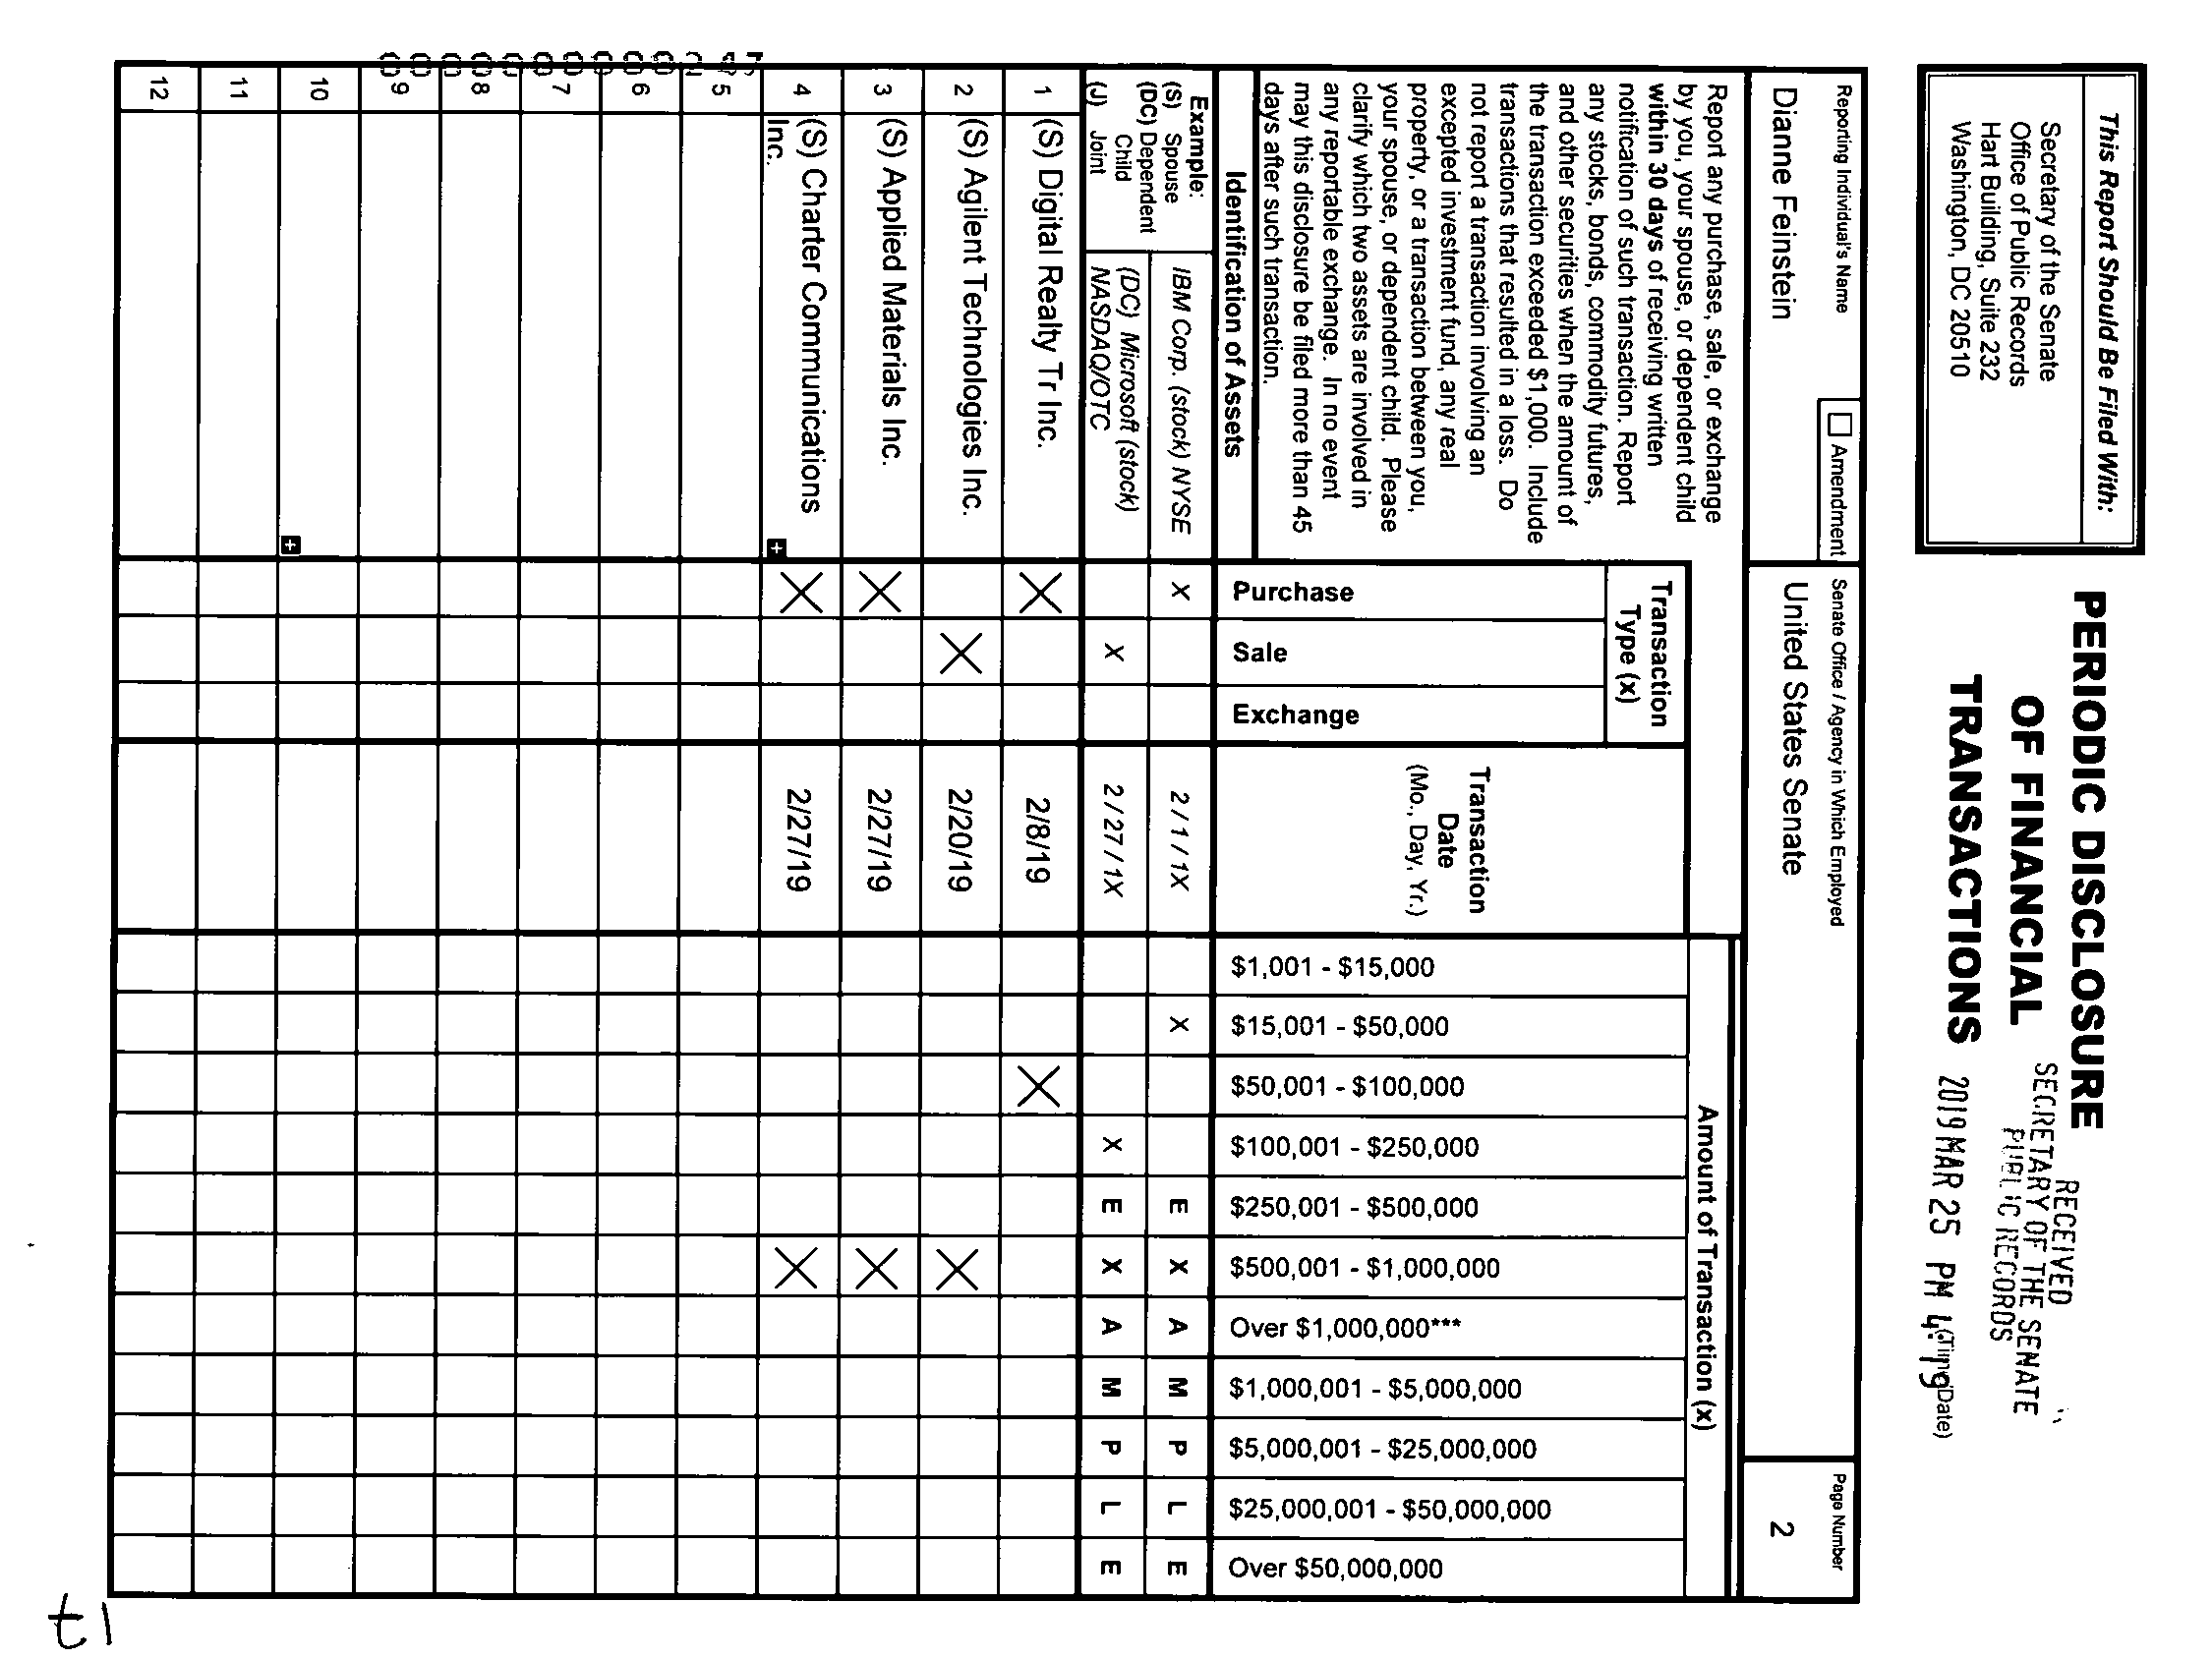 This Report Should Be Filed With:
Secretary of the Senate
Office of Public Records
Hart Building, Suite 232
Washington, DC 20510
PERIODIC DISCLOSURE
OF FINANCIAL
TRANSACTIONS
RECEIVED
SECRETARY OF THE SENATE
PUBLIC RECORDS
2019 MAR 25 PM 4:19
Reporting Individual's Name
Dianne Feinstein
Amendment
Senate Office / Agency in Which Employed
United States Senate
Page Number
2
Report any purchase, sale, or exchange
by you, your spouse, or dependent child
within 30 days of receiving written
notification of such transaction. Report
any stocks, bonds, commodity futures,
and other securities when the amount of
the transaction exceeded $1,000. Include
transactions that resulted in a loss. Do
not report a transaction involving an
excepted investment fund, any real
property, or a transaction between you,
your spouse, or dependent child. Please
clarify which two assets are involved in
any reportable exchange. In no event
may this disclosure be filed more than 45
days after such transaction.
Identification of Assets
Transaction
Type (x)
Purchase
Sale
Exchange
Transaction
Date
(Mo., Day, Yr.)
Amount of Transaction (x)
$1,001 - $15,000
$15,001 - $50,000
$50,001 - $100,000
$100,001 - $250,000
$250,001 - $500,000
$500,001 - $1,000,000
Over $1,000,000***
$1,000,001 - $5,000,000
$5,000,001 - $25,000,000
$25,000,001 - $50,000,000
Over $50,000,000
Example:
(S) Spouse
(DC) Dependent
Child
(J) Joint
IBM Corp. (stock) NYSE X 2 / 1 / 1X X E X A M P L E
(DC) Microsoft (stock)
NASDAQ/OTC X 2 / 27 / 1X X E X A M P L E
1 (S) Digital Realty Tr Inc. X 2/8/19 X
2 (S) Agilent Technologies Inc. X 2/20/19 X
3 (S) Applied Materials Inc. X 2/27/19 X
4 (S) Charter Communications
Inc. X 2/27/19 X
5
6
7
8
9
10
11
12